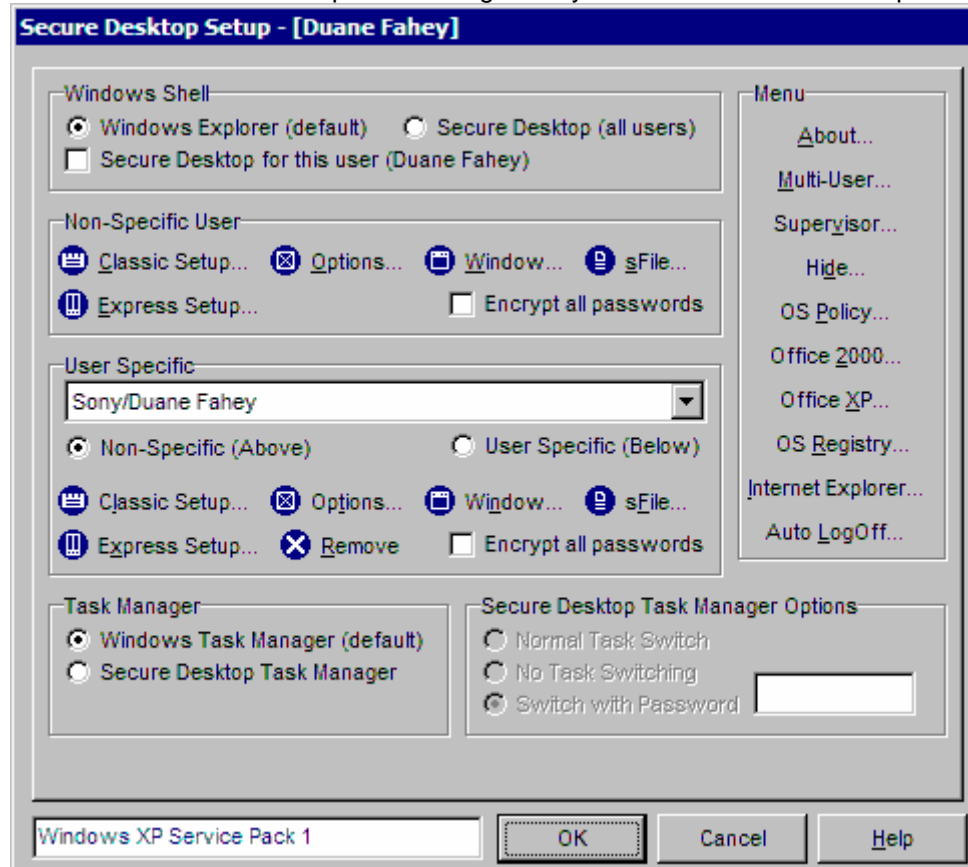 Secure Desktop Setup - [Duane Fahey]
Windows Shell
Windows Explorer (default) Secure Desktop (all users)
Secure Desktop for this user (Duane Fahey)
Non-Specific User
Classic Setup... Options... Window... sFile...
Express Setup... Encrypt all passwords
User Specific
Sony/Duane Fahey
Non-Specific (Above) User Specific (Below)
Classic Setup... Options... Window... sFile...
Express Setup... Remove Encrypt all passwords
Menu
About...
Multi-User...
Supervisor...
Hide...
OS Policy...
Office 2000...
Office XP...
OS Registry...
Internet Explorer...
Auto LogOff...
Task Manager
Windows Task Manager (default)
Secure Desktop Task Manager
Secure Desktop Task Manager Options
Normal Task Switch
No Task Switching
Switch with Password
Windows XP Service Pack 1
OK Cancel Help